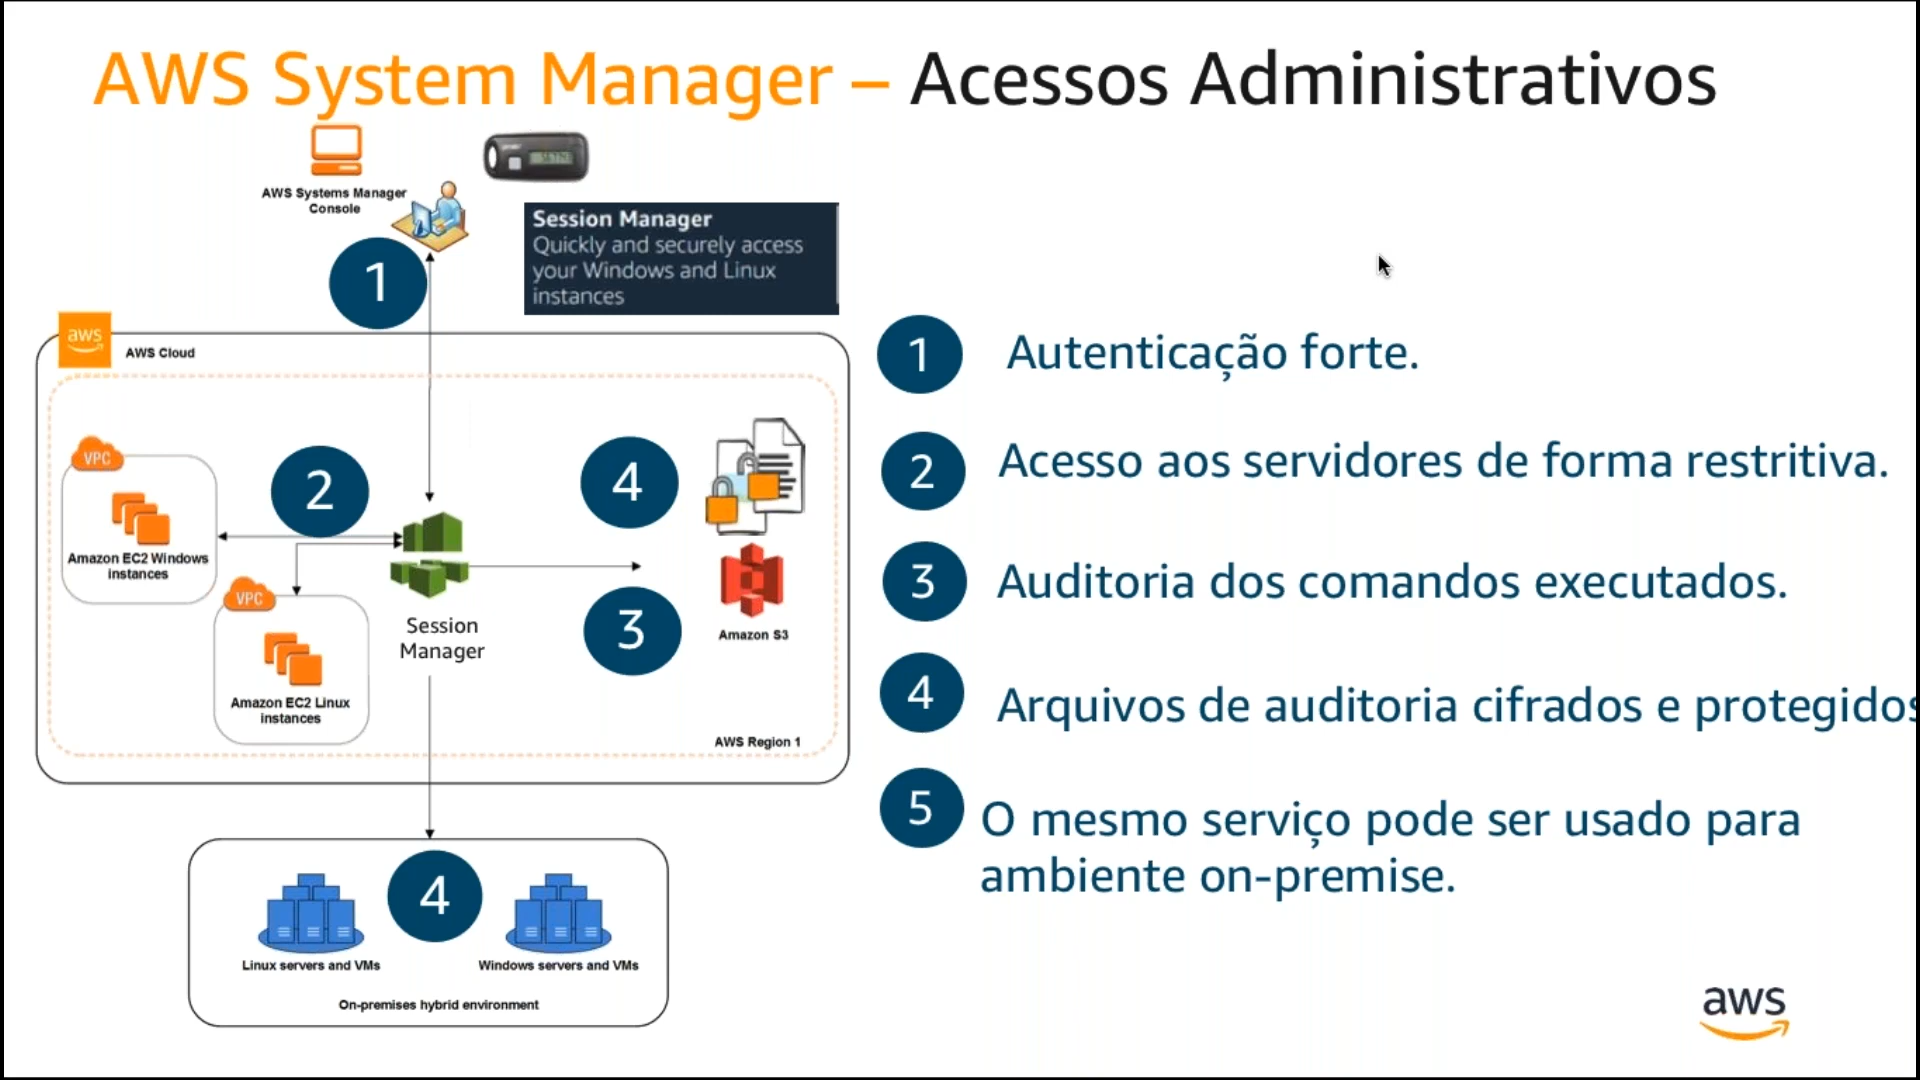 AWS System Manager – Acessos Administrativos
AWS Systems Manager
Console
Session Manager
Quickly and securely access
your Windows and Linux
instances
1
aws
AWS Cloud
VPC
Amazon EC2 Windows
instances
2
VPC
Amazon EC2 Linux
instances
Session
Manager
4
3
Amazon S3
AWS Region 1
4
Linux servers and VMs
Windows servers and VMs
On-premises hybrid environment
1 Autenticação forte.
2 Acesso aos servidores de forma restritiva.
3 Auditoria dos comandos executados.
4 Arquivos de auditoria cifrados e protegidos
5 O mesmo serviço pode ser usado para
ambiente on-premise.
aws